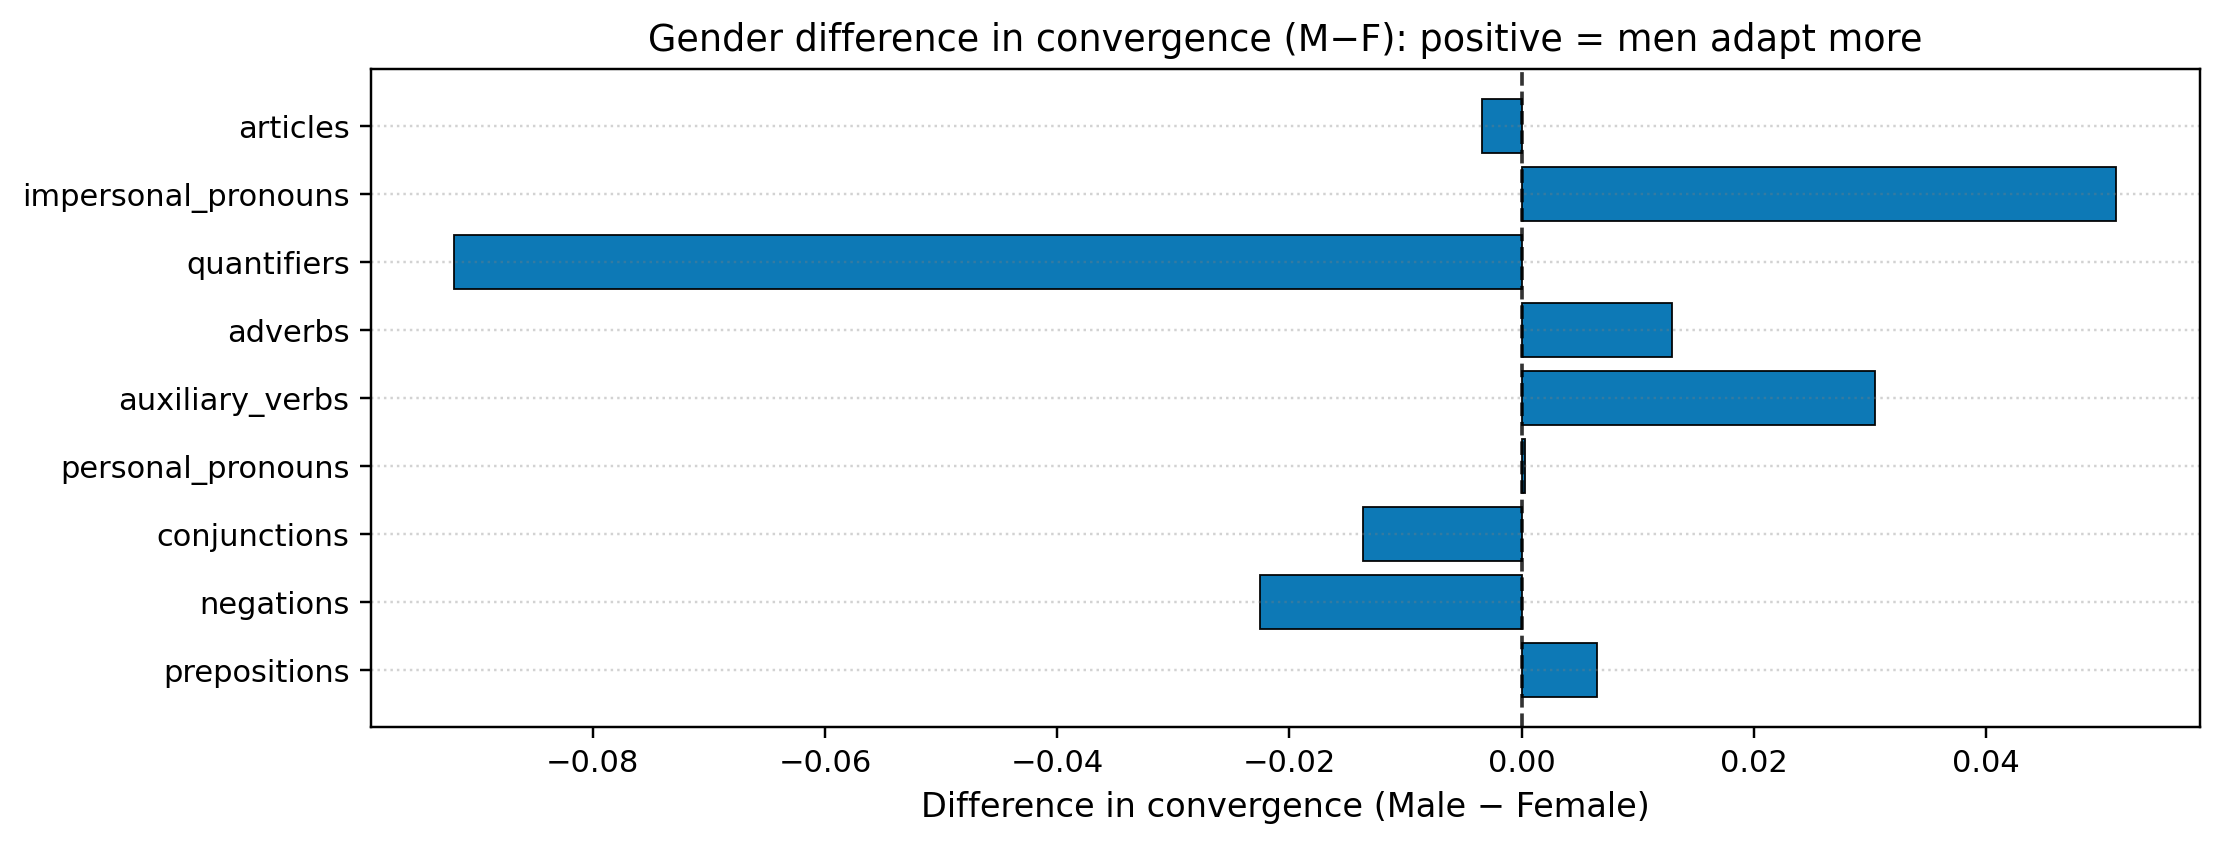 Gender difference in convergence (M−F): positive = men adapt more
articles
impersonal_pronouns
quantifiers
adverbs
auxiliary_verbs
personal_pronouns
conjunctions
negations
prepositions
−0.08 −0.06 −0.04 −0.02 0.00 0.02 0.04
Difference in convergence (Male − Female)